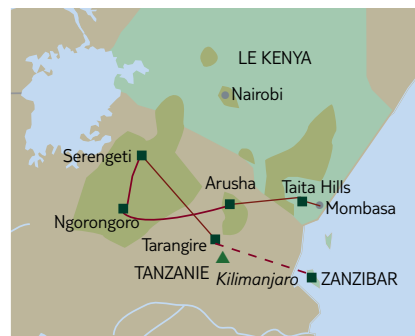 LE KENYA
Nairobi
Serengeti
Arusha
Taita Hills
Mombasa
Ngorongoro
Tarangire
TANZANIE
Kilimanjaro
ZANZIBAR